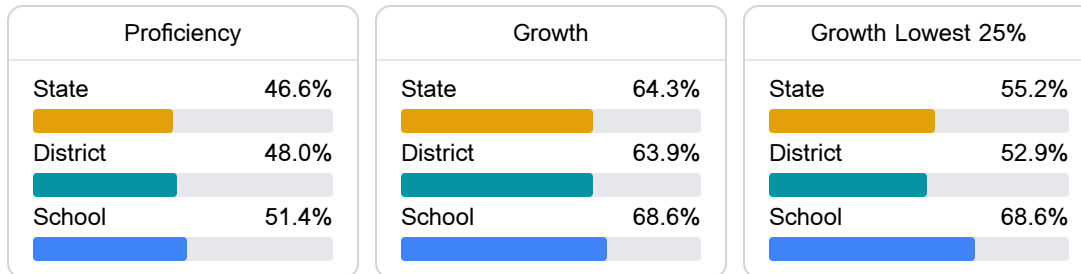 Proficiency
State 46.6%
District 48.0%
School 51.4%
Growth
State 64.3%
District 63.9%
School 68.6%
Growth Lowest 25%
State 55.2%
District 52.9%
School 68.6%